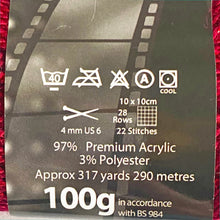 40 A
COOL
10 x 10cm
28
Rows
4 mm US 6 22 Stitches
97% Premium Acrylic
3% Polyester
Approx 317 yards 290 metres
100g in accordance
with BS 984